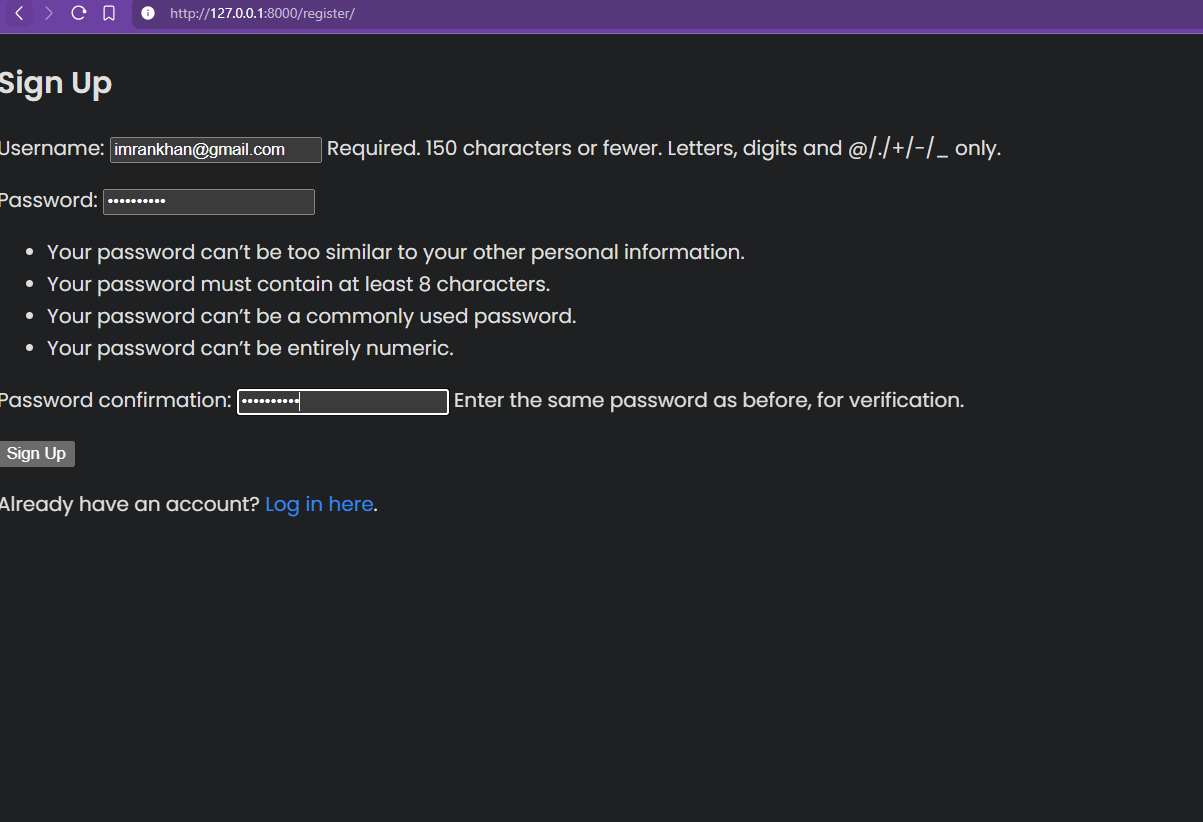 http://127.0.0.1:8000/register/
Sign Up
Username: imrankhan@gmail.com Required. 150 characters or fewer. Letters, digits and @/./+/-/_ only.
Password: ••••••••••
• Your password can’t be too similar to your other personal information.
• Your password must contain at least 8 characters.
• Your password can’t be a commonly used password.
• Your password can’t be entirely numeric.
Password confirmation: •••••••••• Enter the same password as before, for verification.
Sign Up
Already have an account? Log in here.